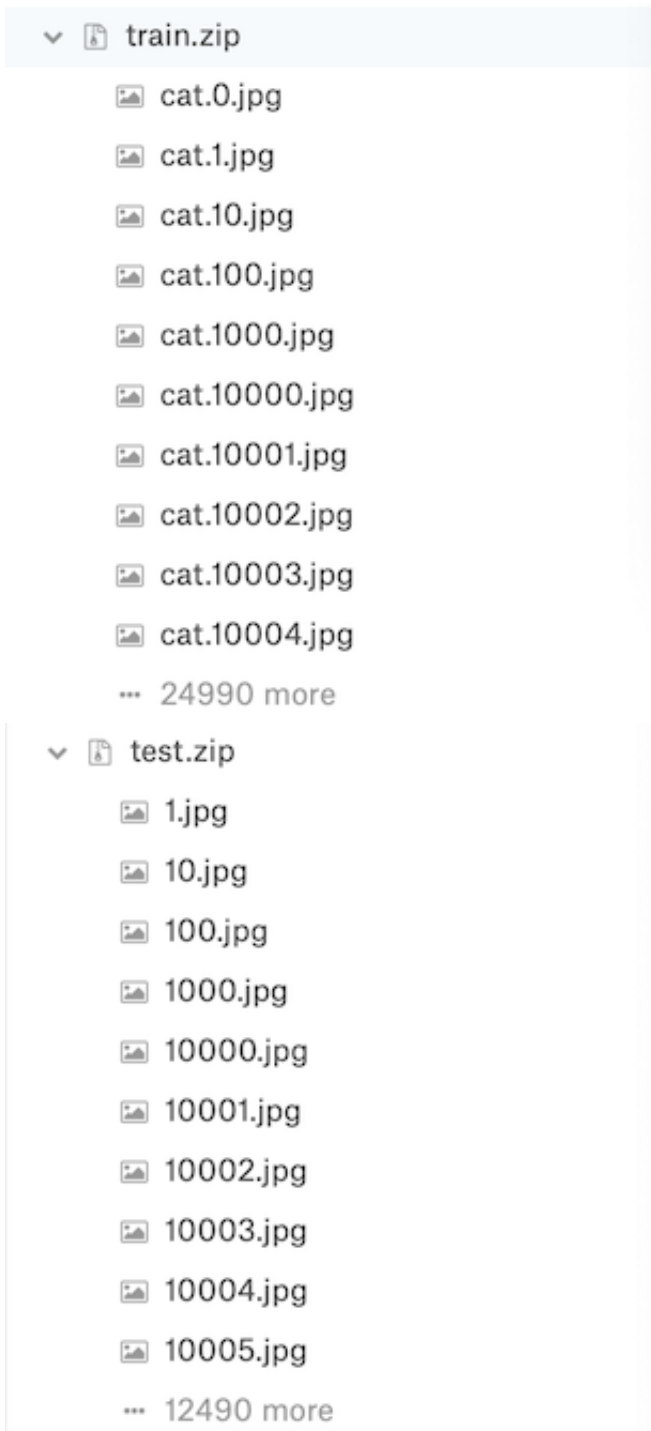 train.zip
cat.0.jpg
cat.1.jpg
cat.10.jpg
cat.100.jpg
cat.1000.jpg
cat.10000.jpg
cat.10001.jpg
cat.10002.jpg
cat.10003.jpg
cat.10004.jpg
... 24990 more
test.zip
1.jpg
10.jpg
100.jpg
1000.jpg
10000.jpg
10001.jpg
10002.jpg
10003.jpg
10004.jpg
10005.jpg
... 12490 more